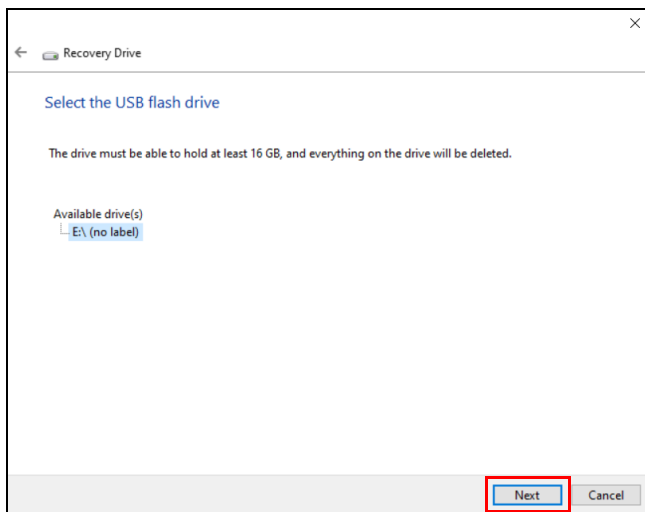 Recovery Drive
Select the USB flash drive
The drive must be able to hold at least 16 GB, and everything on the drive will be deleted.
Available drive(s)
E:\ (no label)
Next Cancel